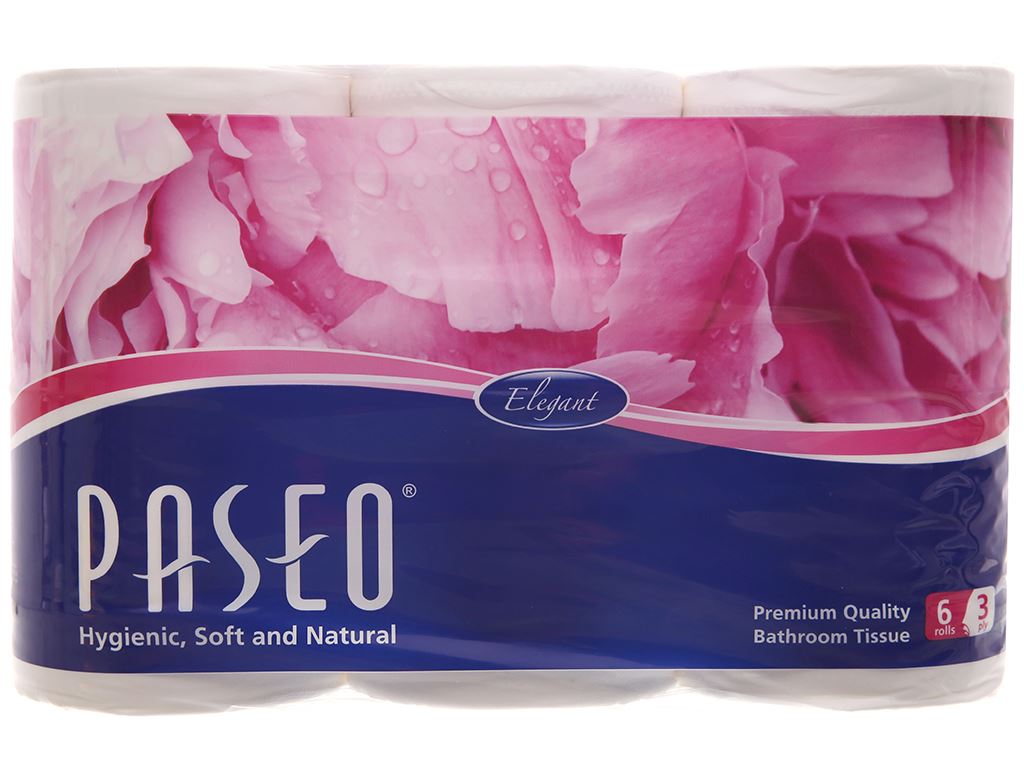 Elegant
PASEO®
Hygienic, Soft and Natural
Premium Quality
Bathroom Tissue
6
rolls
3
ply